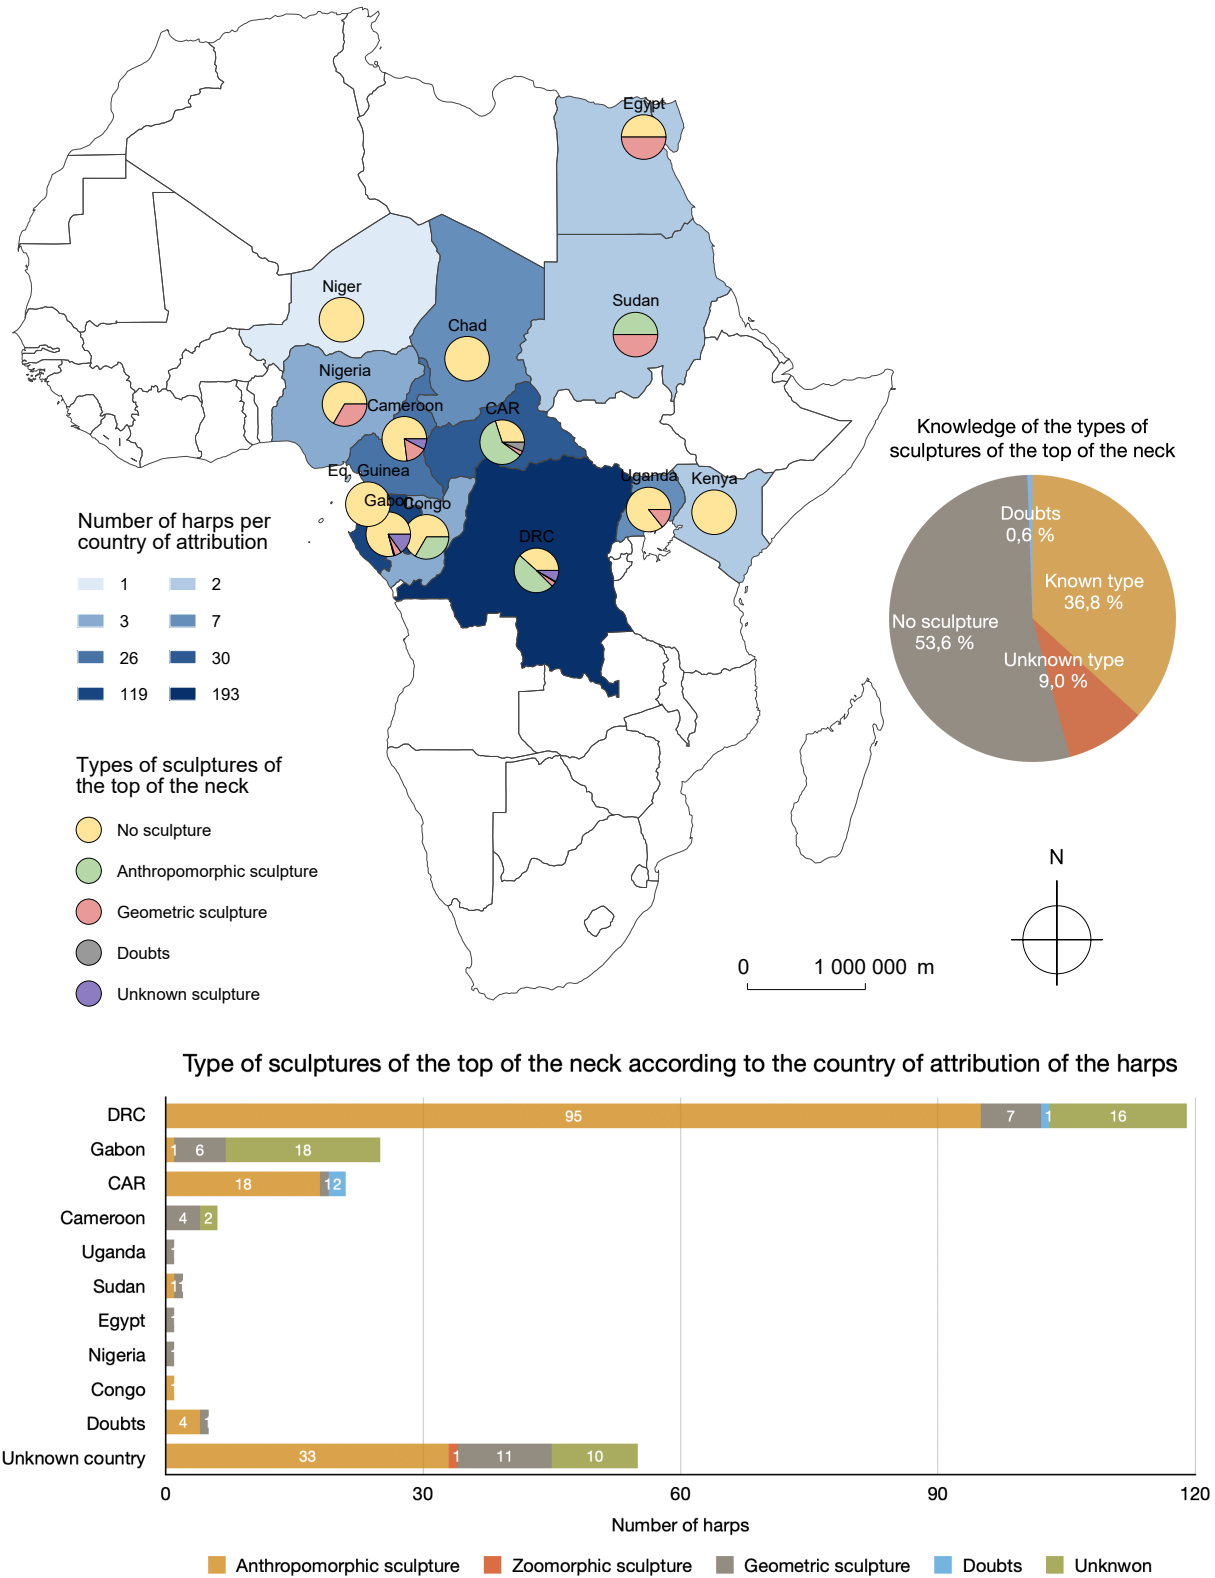 Egypt
Niger
Sudan
Chad
Nigeria
Cameroon
CAR
Eq. Guinea
Uganda
Kenya
Gabon
Congo
DRC
Knowledge of the types of
sculptures of the top of the neck
Doubts
0,6 %
Known type
36,8 %
No sculpture
53,6 %
Unknown type
9,0 %
Number of harps per
country of attribution
1 2
3 7
26 30
119 193
Types of sculptures of
the top of the neck
No sculpture
Anthropomorphic sculpture
Geometric sculpture
Doubts
Unknown sculpture
N
0 1 000 000 m
Type of sculptures of the top of the neck according to the country of attribution of the harps
DRC 95 7 1 16
Gabon 1 6 18
CAR 18 1 2
Cameroon 4 2
Uganda 1
Sudan 1 1
Egypt 1
Nigeria 1
Congo 1
Doubts 4 1
Unknown country 33 1 11 10
0 30 60 90 120
Number of harps
Anthropomorphic sculpture Zoomorphic sculpture Geometric sculpture Doubts Unknwon